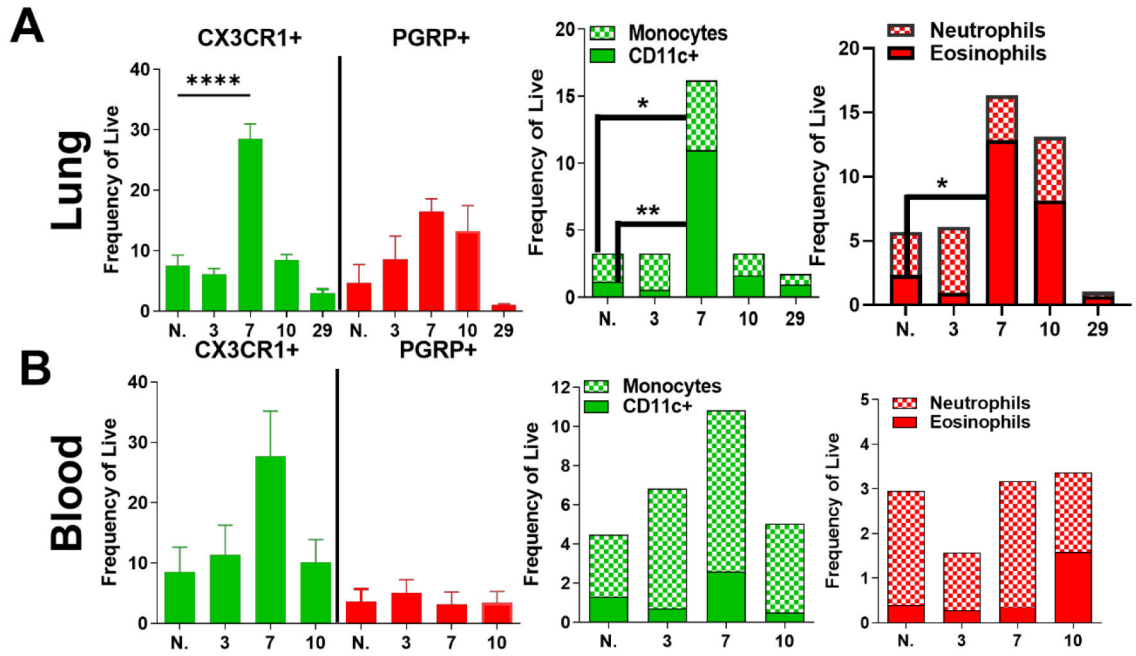 A
Lung
CX3CR1+
PGRP+
Frequency of Live
40
30
20
10
0
****
N. 3 7 10 29 N. 3 7 10 29
Monocytes
CD11c+
Frequency of Live
20
15
10
5
0
*
**
N. 3 7 10 29
Neutrophils
Eosinophils
Frequency of Live
20
15
10
5
0
*
N. 3 7 10 29
B
Blood
CX3CR1+
PGRP+
Frequency of Live
40
30
20
10
0
N. 3 7 10 N. 3 7 10
Monocytes
CD11c+
Frequency of Live
12
10
8
6
4
2
0
N. 3 7 10
Neutrophils
Eosinophils
Frequency of Live
5
4
3
2
1
0
N. 3 7 10